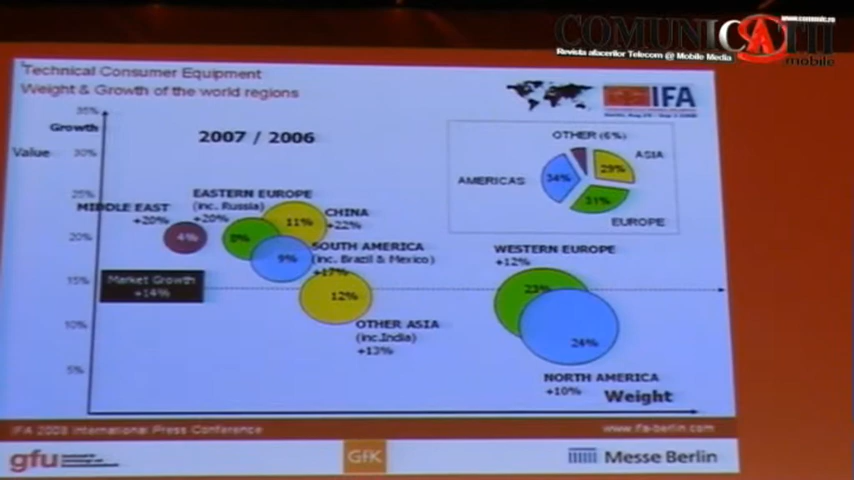 COMUNICAȚII
www.comunic.ro
Revista afacerilor Telecom @ Mobile Media
mobile
Technical Consumer Equipment
Weight & Growth of the world regions
IFA
35%
Growth
Value
30%
25%
20%
15%
10%
5%
2007 / 2006
OTHER (6%)
ASIA
29%
AMERICAS
34%
31%
EUROPE
MIDDLE EAST
+20%
4%
EASTERN EUROPE
(inc. Russia)
+20%
8%
11%
CHINA
+22%
9%
SOUTH AMERICA
(inc. Brazil & Mexico)
+17%
Market Growth
+14%
12%
OTHER ASIA
(inc.India)
+13%
WESTERN EUROPE
+12%
23%
24%
NORTH AMERICA
+10%
Weight
IFA 2008 International Press Conference
www.ifa-berlin.com
gfu
GfK
Messe Berlin